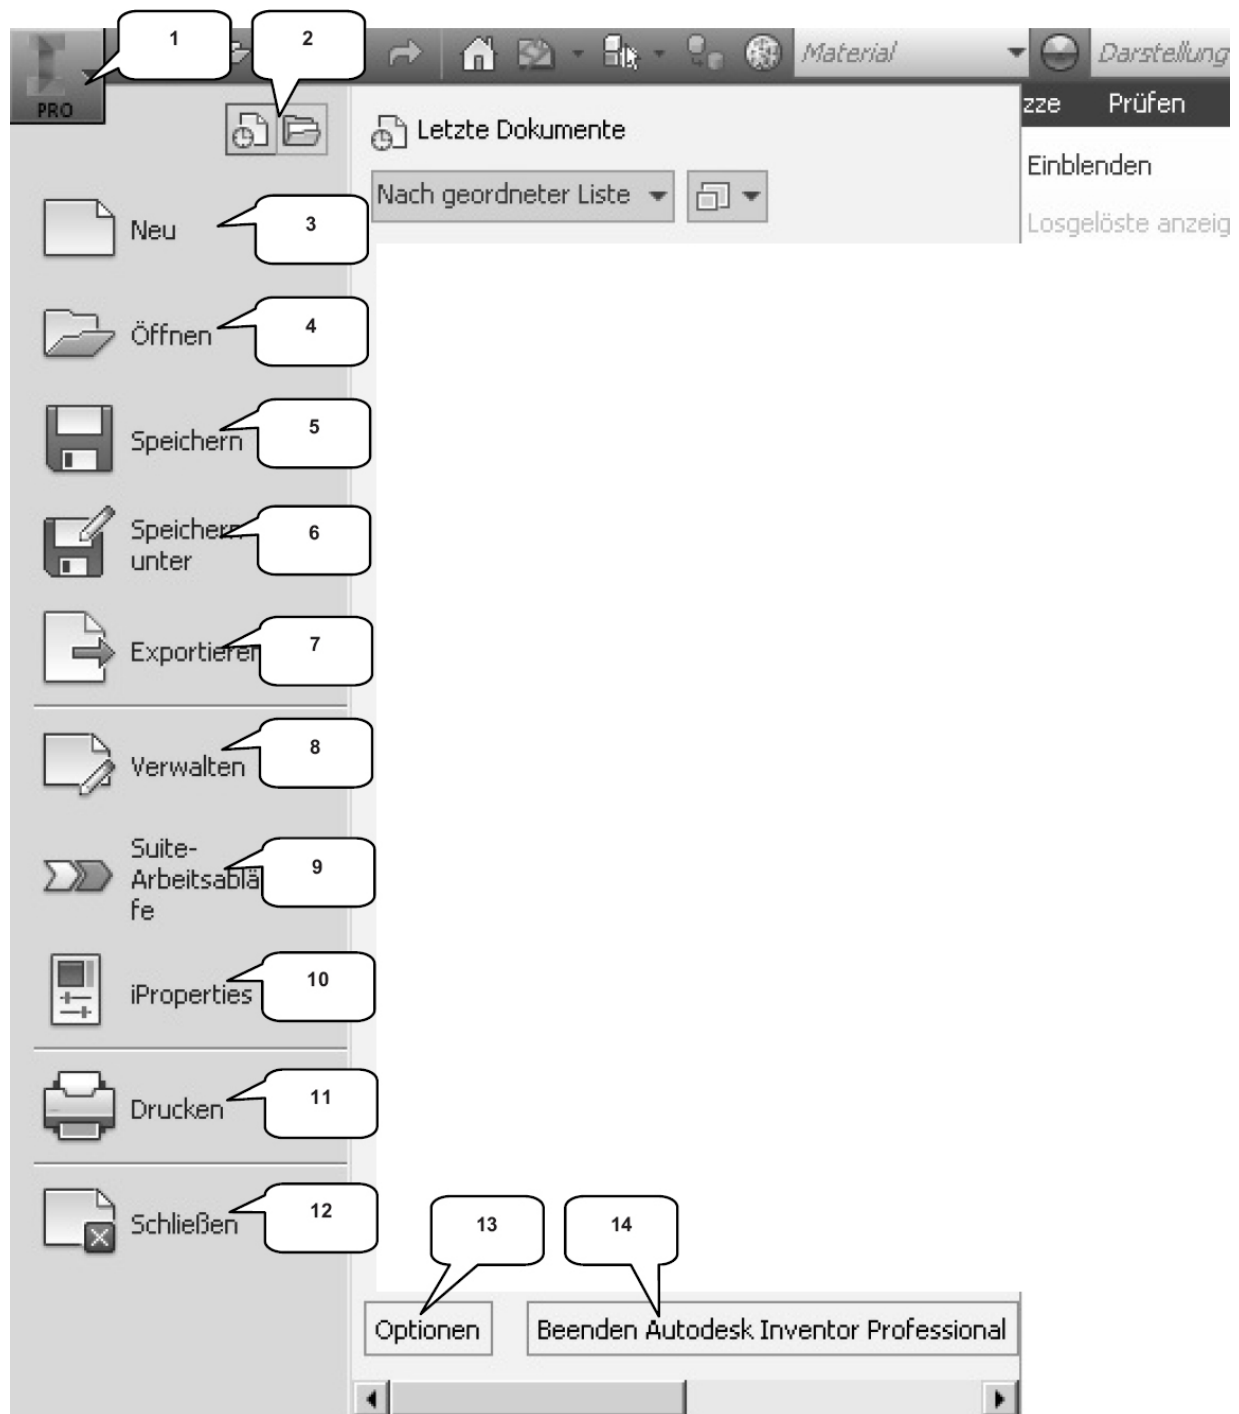 1
2
Material
Darstellung
PRO
zze Prüfen
Letzte Dokumente
Einblenden
Nach geordneter Liste
Losgelöste anzeig
Neu
3
Öffnen
4
Speichern
5
Speichern
unter
6
Exportieren
7
Verwalten
8
Suite-
Arbeitsablä
fe
9
iProperties
10
Drucken
11
Schließen
12
13
14
Optionen
Beenden Autodesk Inventor Professional